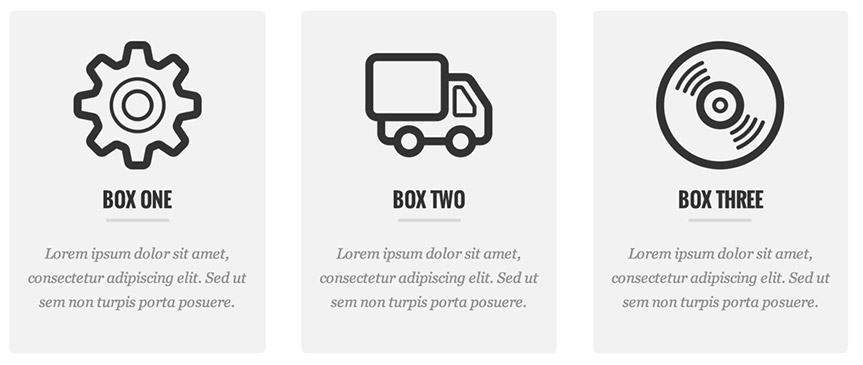 BOX ONE
Lorem ipsum dolor sit amet,
consectetur adipiscing elit. Sed ut
sem non turpis porta posuere.
BOX TWO
Lorem ipsum dolor sit amet,
consectetur adipiscing elit. Sed ut
sem non turpis porta posuere.
BOX THREE
Lorem ipsum dolor sit amet,
consectetur adipiscing elit. Sed ut
sem non turpis porta posuere.